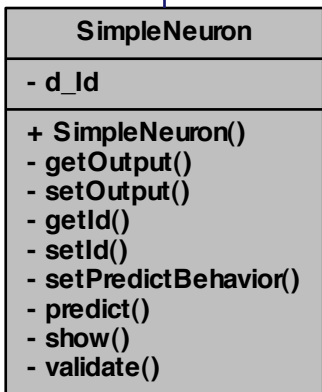 SimpleNeuron
- d_Id
+ SimpleNeuron()
- getOutput()
- setOutput()
- getId()
- setId()
- setPredictBehavior()
- predict()
- show()
- validate()